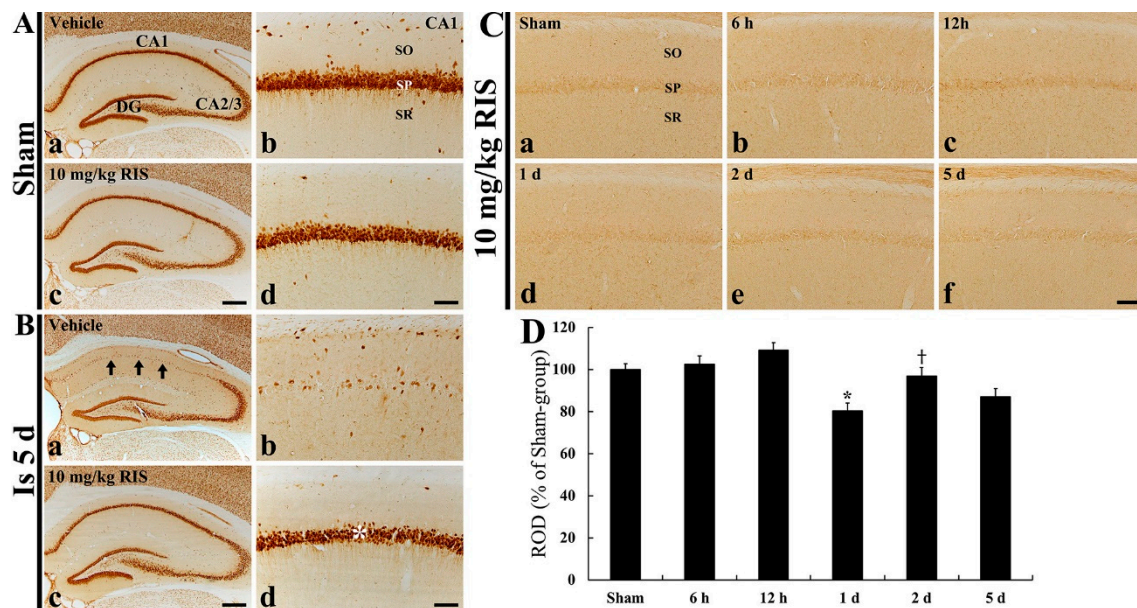 A
Sham
Vehicle
CA1
DG
CA2/3
a
CA1
SO
SP
SR
b
10 mg/kg RIS
c
d
B
Is 5 d
Vehicle
a
b
10 mg/kg RIS
c
*
d
C
10 mg/kg RIS
Sham
SO
SP
SR
a
6 h
b
12h
c
1 d
d
2 d
e
5 d
f
D
ROD (% of Sham-group)
120
100
80
60
40
20
0
*
†
Sham 6 h 12 h 1 d 2 d 5 d